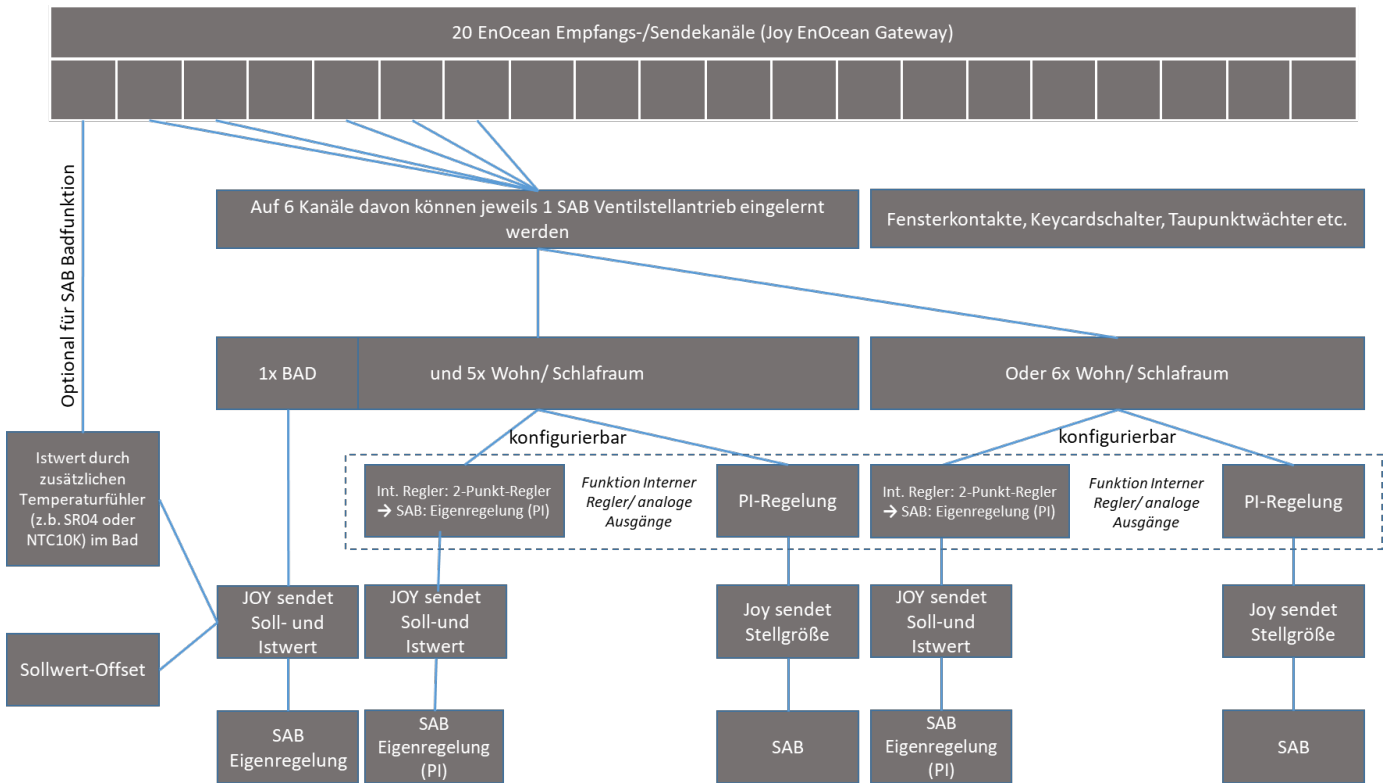 20 EnOcean Empfangs-/Sendekanäle (Joy EnOcean Gateway)
Optional für SAB Badfunktion
Auf 6 Kanäle davon können jeweils 1 SAB Ventilstellantrieb eingelernt
werden
Fensterkontakte, Keycardschalter, Taupunktwächter etc.
1x BAD
und 5x Wohn/ Schlafraum
Oder 6x Wohn/ Schlafraum
konfigurierbar
konfigurierbar
Istwert durch
zusätzlichen
Temperaturfühler
(z.b. SR04 oder
NTC10K) im Bad
Int. Regler: 2-Punkt-Regler
→ SAB: Eigenregelung (PI)
Funktion Interner
Regler/ analoge
Ausgänge
PI-Regelung
Int. Regler: 2-Punkt-Regler
→ SAB: Eigenregelung (PI)
Funktion Interner
Regler/ analoge
Ausgänge
PI-Regelung
Sollwert-Offset
JOY sendet
Soll- und
Istwert
JOY sendet
Soll-und
Istwert
Joy sendet
Stellgröße
JOY sendet
Soll-und
Istwert
Joy sendet
Stellgröße
SAB
Eigenregelung
SAB
Eigenregelung
(PI)
SAB
SAB
Eigenregelung
(PI)
SAB